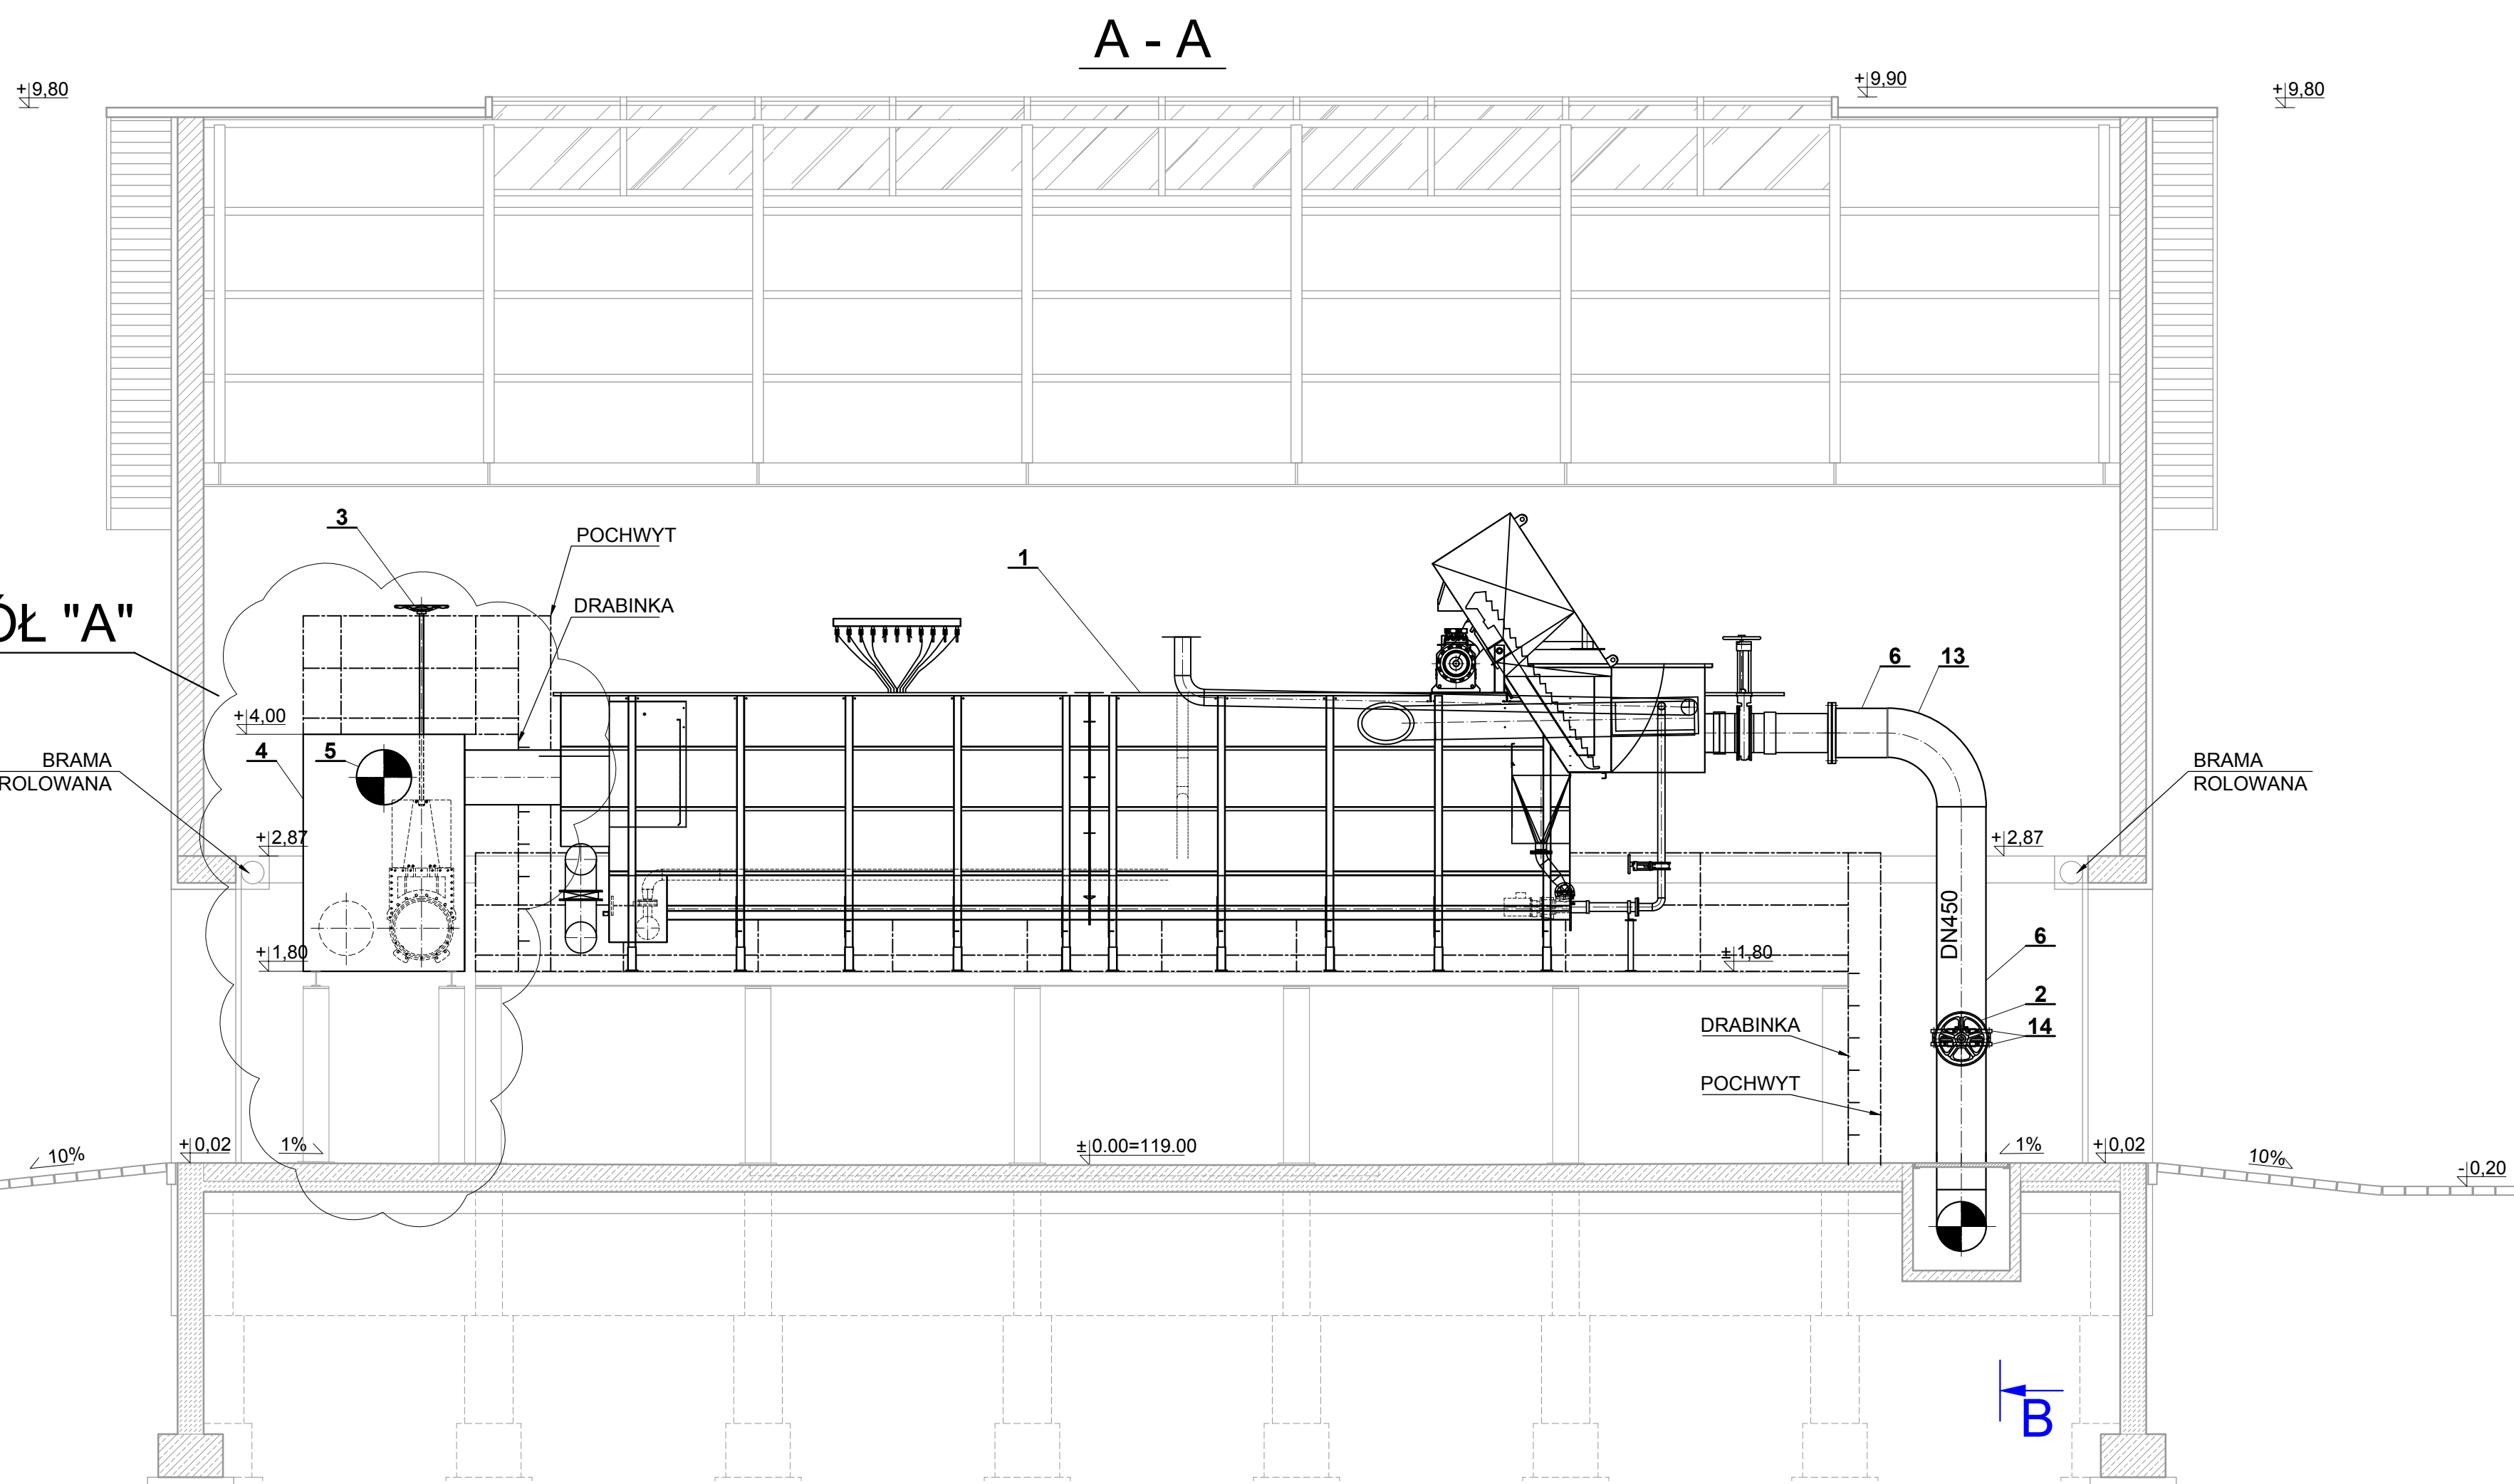 A - A
+9,80
+9,90
+9,80
3
POCHWYT
1
DRABINKA
ÓŁ "A"
6
13
+4,00
4
5
BRAMA
ROLOWANA
BRAMA
ROLOWANA
+2,87
+2,87
DN450
6
+1,80
±1,80
2
14
DRABINKA
POCHWYT
10%
+0,02
1%
±0.00=119.00
1%
+0,02
10%
-0,20
B